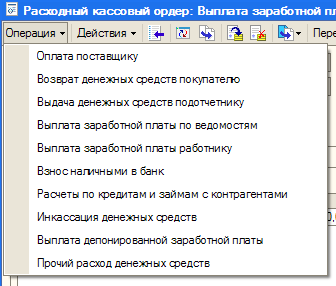 Расходный кассовый ордер: Выплата заработной пл
Операция Действия Пере
Оплата поставщику
Возврат денежных средств покупателю
Выдача денежных средств подотчетнику
Выплата заработной платы по ведомостям
Выплата заработной платы работнику
Взнос наличными в банк
Расчеты по кредитам и займам с контрагентами
Инкассация денежных средств
Выплата депонированной заработной платы
Прочий расход денежных средств